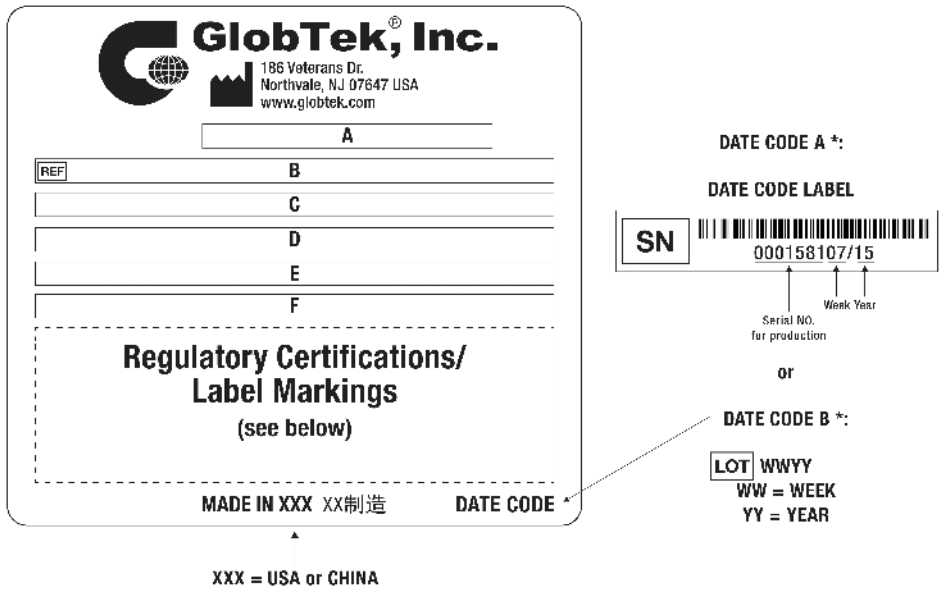 GlobTek,® Inc.
186 Veterans Dr.
Northvale, NJ 07647 USA
www.globtek.com
A
REF B
C
D
E
F
Regulatory Certifications/
Label Markings
(see below)
MADE IN XXX XX制造 DATE CODE
XXX = USA or CHINA
DATE CODE A *:
DATE CODE LABEL
SN
000158107/15
Week Year
Serial NO.
for production
or
DATE CODE B *:
LOT WWYY
WW = WEEK
YY = YEAR